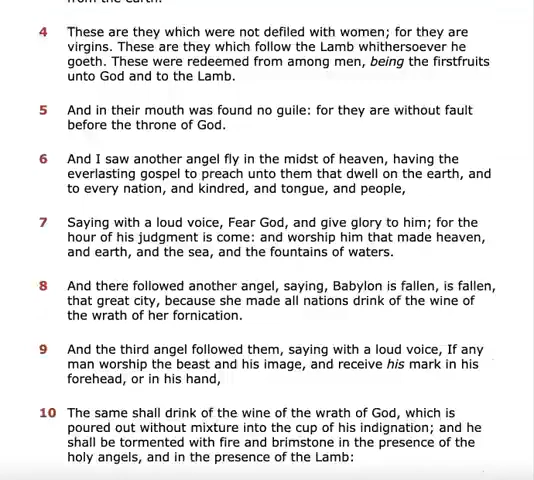 from the earth.
4 These are they which were not defiled with women; for they are
virgins. These are they which follow the Lamb whithersoever he
goeth. These were redeemed from among men, being the firstfruits
unto God and to the Lamb.
5 And in their mouth was found no guile: for they are without fault
before the throne of God.
6 And I saw another angel fly in the midst of heaven, having the
everlasting gospel to preach unto them that dwell on the earth, and
to every nation, and kindred, and tongue, and people,
7 Saying with a loud voice, Fear God, and give glory to him; for the
hour of his judgment is come: and worship him that made heaven,
and earth, and the sea, and the fountains of waters.
8 And there followed another angel, saying, Babylon is fallen, is fallen,
that great city, because she made all nations drink of the wine of
the wrath of her fornication.
9 And the third angel followed them, saying with a loud voice, If any
man worship the beast and his image, and receive his mark in his
forehead, or in his hand,
10 The same shall drink of the wine of the wrath of God, which is
poured out without mixture into the cup of his indignation; and he
shall be tormented with fire and brimstone in the presence of the
holy angels, and in the presence of the Lamb: